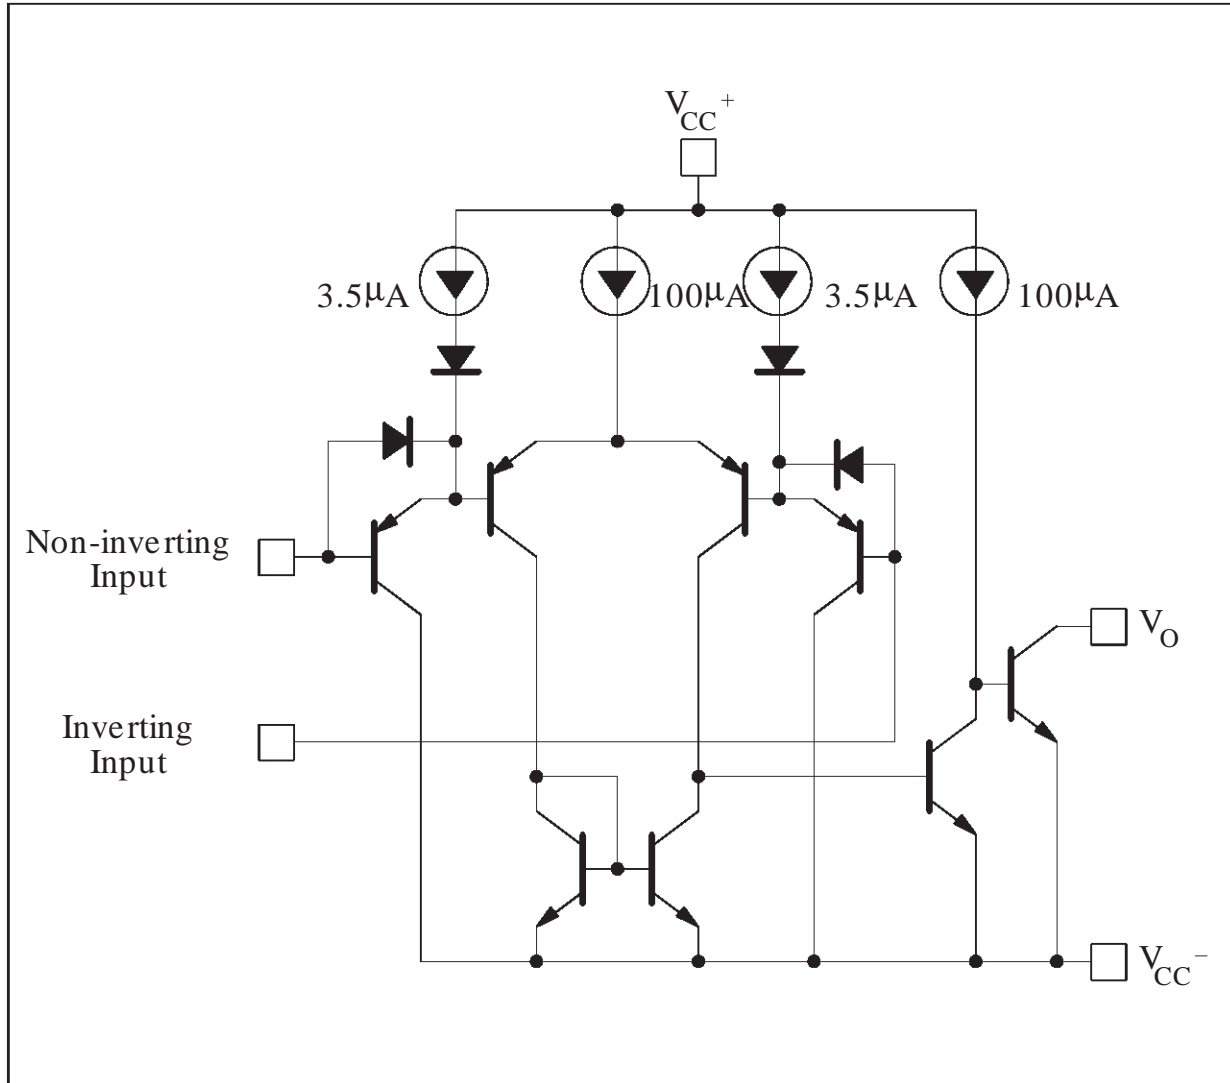 VCC+
3.5μA
100μA
3.5μA
100μA
Non-inverting
Input
VO
Inverting
Input
VCC−